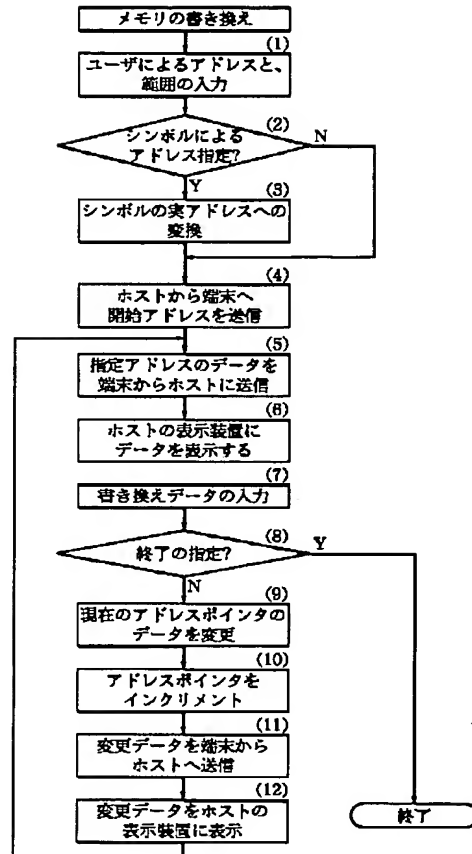 メモリの書き換え
(1)
ユーザによるアドレスと、
範囲の入力
(2)
シンボルによる
アドレス指定?
N
Y
(3)
シンボルの実アドレスへの
変換
(4)
ホストから端末へ
開始アドレスを送信
(5)
指定アドレスのデータを
端末からホストに送信
(6)
ホストの表示装置に
データを表示する
(7)
書き換えデータの入力
(8)
終了の指定?
Y
N
(9)
現在のアドレスポインタの
データを変更
(10)
アドレスポインタを
インクリメント
(11)
変更データを端末から
ホストへ送信
(12)
変更データをホストの
表示装置に表示
終了